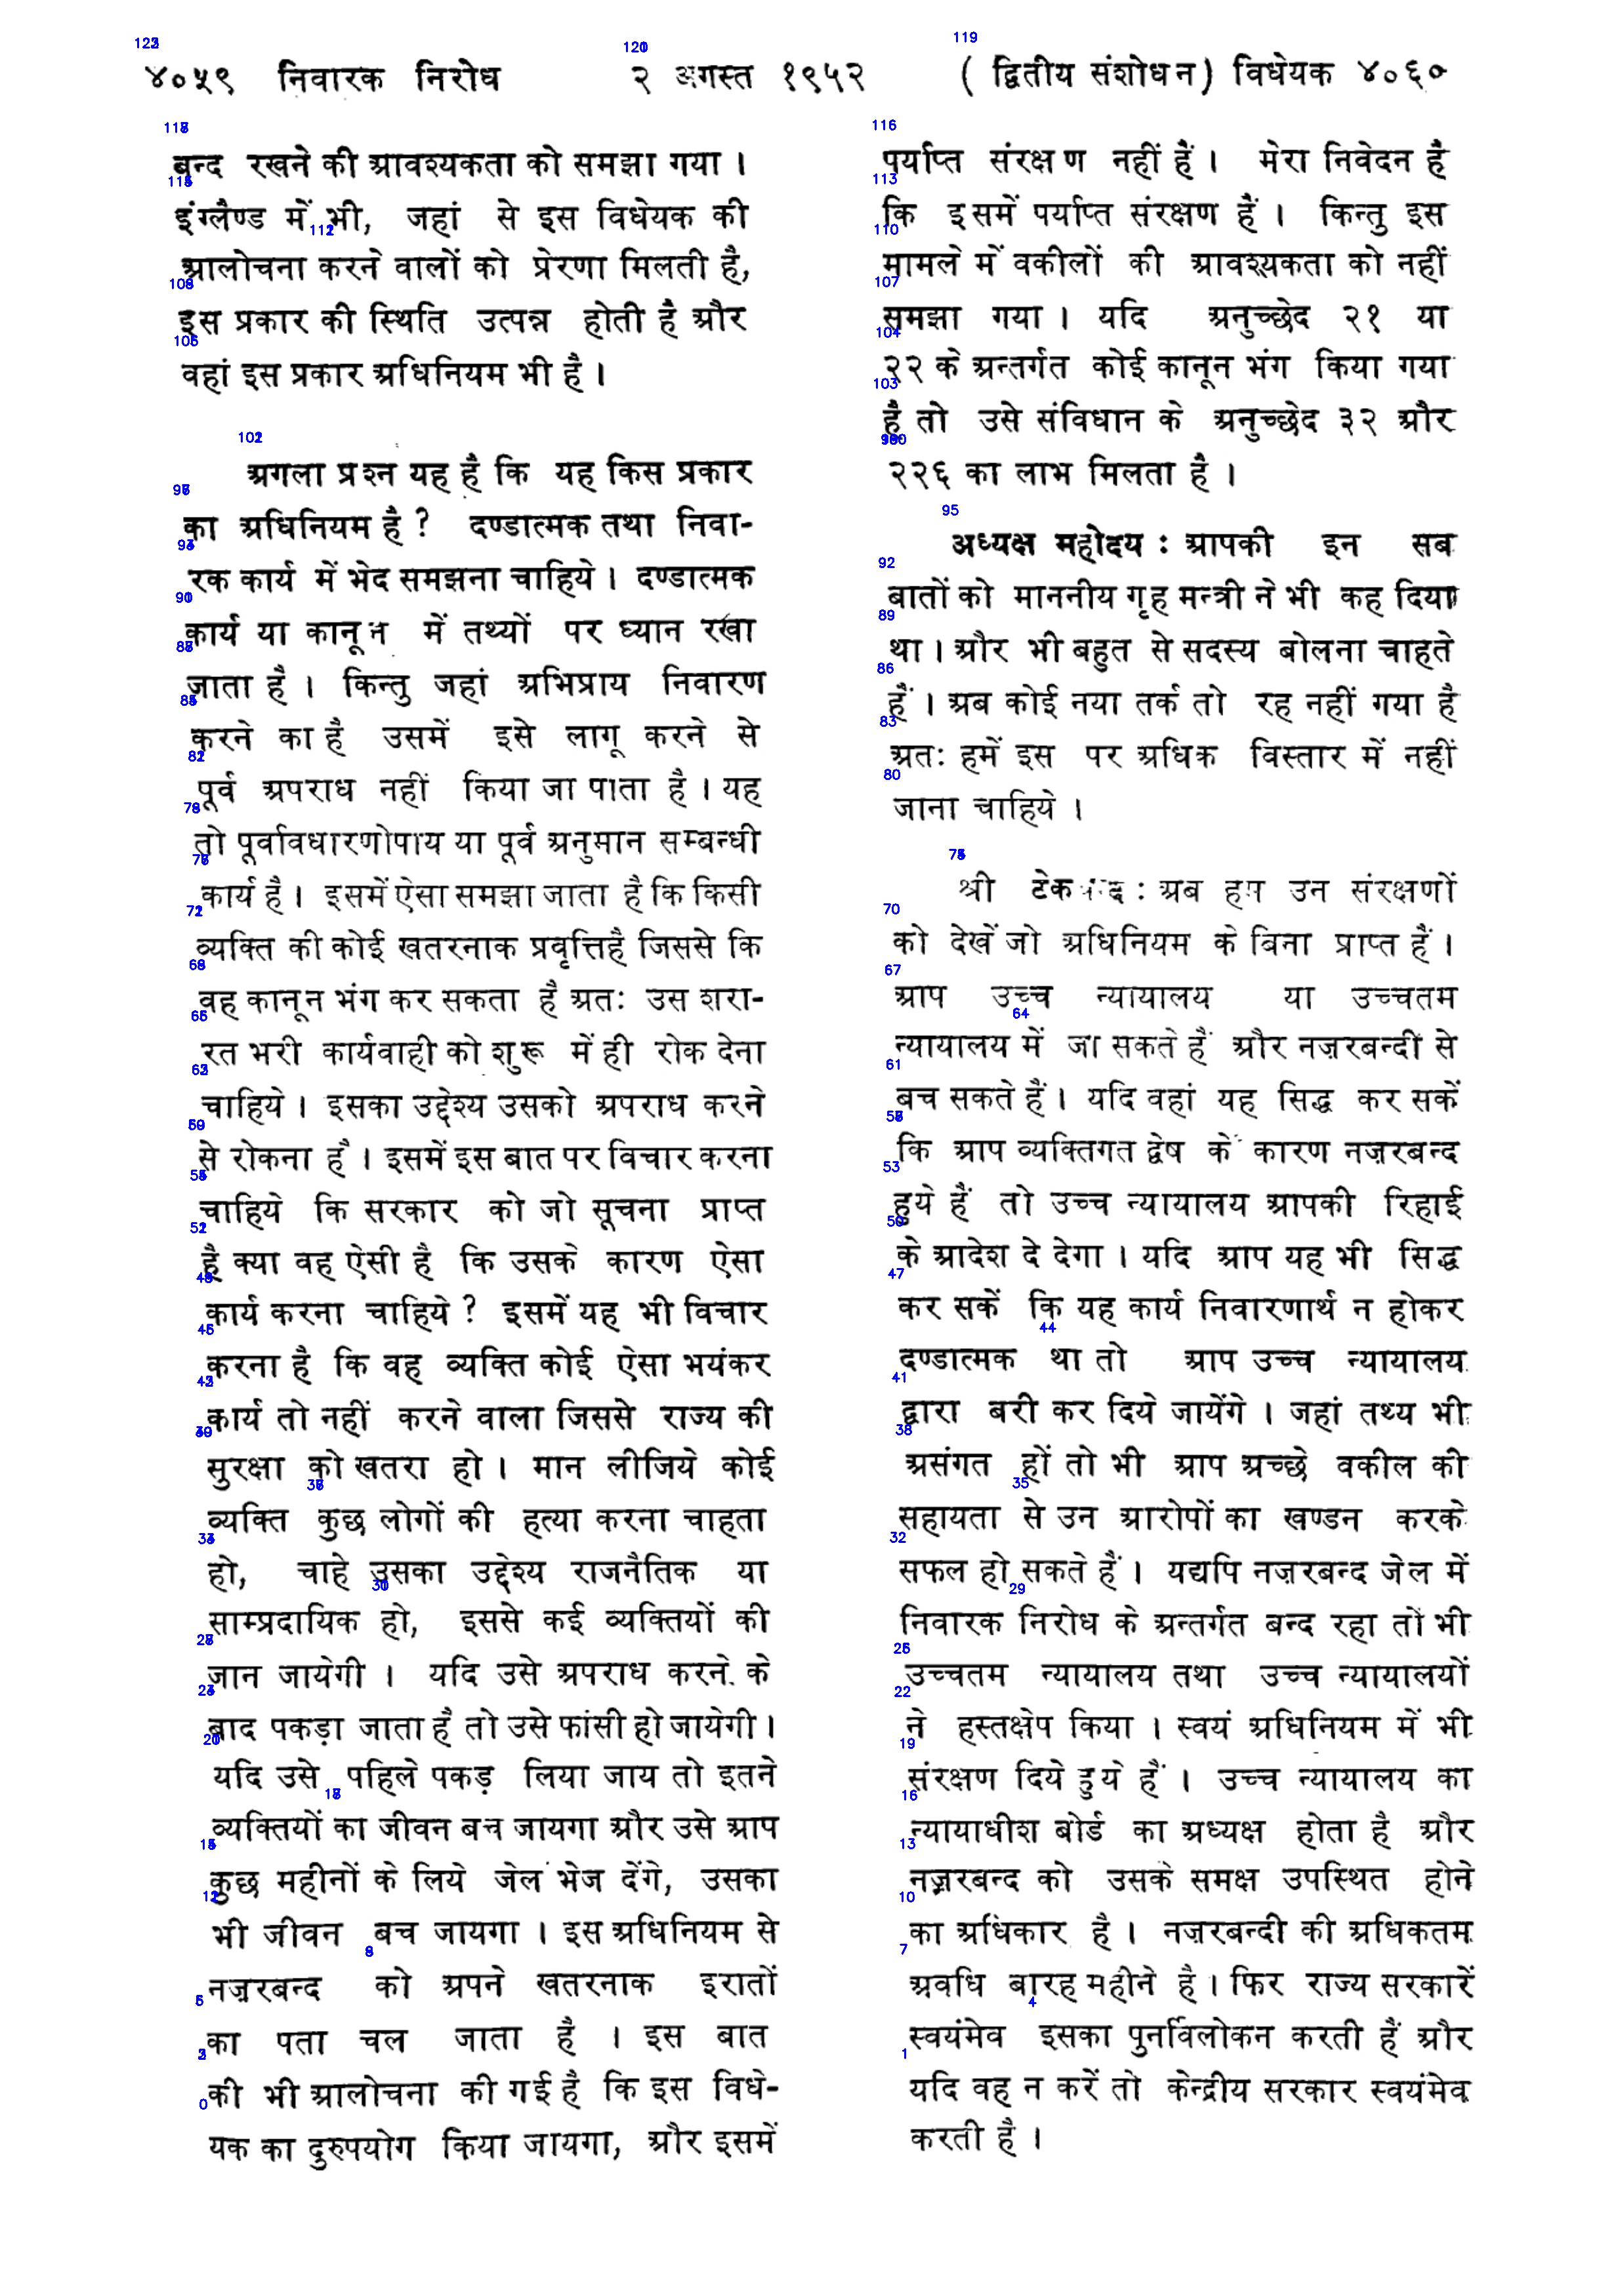 ४०५९ निवारक निरोध २ अगस्त १९५२ ( द्वितीय संशोधन) विधेयक ४०६०
बन्द रखने की आवश्यकता को समझा गया ।
इंग्लैण्ड में भी, जहां से इस विधेयक की
आलोचना करने वालों को प्रेरणा मिलती है,
इस प्रकार की स्थिति उत्पन्न होती है और
वहां इस प्रकार अधिनियम भी है ।
अगला प्रश्न यह है कि यह किस प्रकार
का अधिनियम है ? दण्डात्मक तथा निवा-
रक कार्य में भेद समझना चाहिये । दण्डात्मक
कार्य या कानून में तथ्यों पर ध्यान रखा
जाता है । किन्तु जहां अभिप्राय निवारण
करने का है उसमें इसे लागू करने से
पूर्व अपराध नहीं किया जा पाता है । यह
तो पूर्वावधारणोपाय या पूर्व अनुमान सम्बन्धी
कार्य है । इसमें ऐसा समझा जाता है कि किसी
व्यक्ति की कोई खतरनाक प्रवृत्तिहै जिससे कि
वह कानून भंग कर सकता है अतः उस शरा-
रत भरी कार्यवाही को शुरू में ही रोक देना
चाहिये । इसका उद्देश्य उसको अपराध करने
से रोकना है । इसमें इस बात पर विचार करना
चाहिये कि सरकार को जो सूचना प्राप्त
है क्या वह ऐसी है कि उसके कारण ऐसा
कार्य करना चाहिये ? इसमें यह भी विचार
करना है कि वह व्यक्ति कोई ऐसा भयंकर
कार्य तो नहीं करने वाला जिससे राज्य की
सुरक्षा को खतरा हो । मान लीजिये कोई
व्यक्ति कुछ लोगों की हत्या करना चाहता
हो, चाहे उसका उद्देश्य राजनैतिक या
साम्प्रदायिक हो, इससे कई व्यक्तियों की
जान जायेगी । यदि उसे अपराध करने के
बाद पकड़ा जाता है तो उसे फांसी हो जायेगी ।
यदि उसे पहिले पकड़ लिया जाय तो इतने
व्यक्तियों का जीवन बच जायगा और उसे आप
कुछ महीनों के लिये जेल भेज देंगे, उसका
भी जीवन बच जायगा । इस अधिनियम से
नज़रबन्द को अपने खतरनाक इरातों
का पता चल जाता है । इस बात
की भी आलोचना की गई है कि इस विधे-
यक का दुरुपयोग किया जायगा, और इसमें
पर्याप्त संरक्षण नहीं हैं । मेरा निवेदन है
कि इसमें पर्याप्त संरक्षण हैं । किन्तु इस
मामले में वकीलों की आवश्यकता को नहीं
समझा गया । यदि अनुच्छेद २१ या
२२ के अन्तर्गत कोई कानून भंग किया गया
है तो उसे संविधान के अनुच्छेद ३२ और
२२६ का लाभ मिलता है ।
अध्यक्ष महोदय : आपकी इन सब
बातों को माननीय गृह मन्त्री ने भी कह दिया
था । और भी बहुत से सदस्य बोलना चाहते
हैं । अब कोई नया तर्क तो रह नहीं गया है
अतः हमें इस पर अधिक विस्तार में नहीं
जाना चाहिये ।
श्री टेक चन्द : अब हम उन संरक्षणों
को देखें जो अधिनियम के बिना प्राप्त हैं ।
आप उच्च न्यायालय या उच्चतम
न्यायालय में जा सकते हैं और नज़रबन्दी से
बच सकते हैं । यदि वहां यह सिद्ध कर सकें
कि आप व्यक्तिगत द्वेष के कारण नज़रबन्द
हुये हैं तो उच्च न्यायालय आपकी रिहाई
के आदेश दे देगा । यदि आप यह भी सिद्ध
कर सकें कि यह कार्य निवारणार्थ न होकर
दण्डात्मक था तो आप उच्च न्यायालय
द्वारा बरी कर दिये जायेंगे । जहां तथ्य भी
असंगत हों तो भी आप अच्छे वकील की
सहायता से उन आरोपों का खण्डन करके
सफल हो सकते हैं । यद्यपि नज़रबन्द जेल में
निवारक निरोध के अन्तर्गत बन्द रहा तो भी
उच्चतम न्यायालय तथा उच्च न्यायालयों
ने हस्तक्षेप किया । स्वयं अधिनियम में भी
संरक्षण दिये हुये हैं । उच्च न्यायालय का
न्यायाधीश बोर्ड का अध्यक्ष होता है और
नज़रबन्द को उसके समक्ष उपस्थित होने
का अधिकार है । नज़रबन्दी की अधिकतम
अवधि बारह महीने है । फिर राज्य सरकारें
स्वयंमेव इसका पुनर्विलोकन करती हैं और
यदि वह न करें तो केन्द्रीय सरकार स्वयंमेव
करती है ।